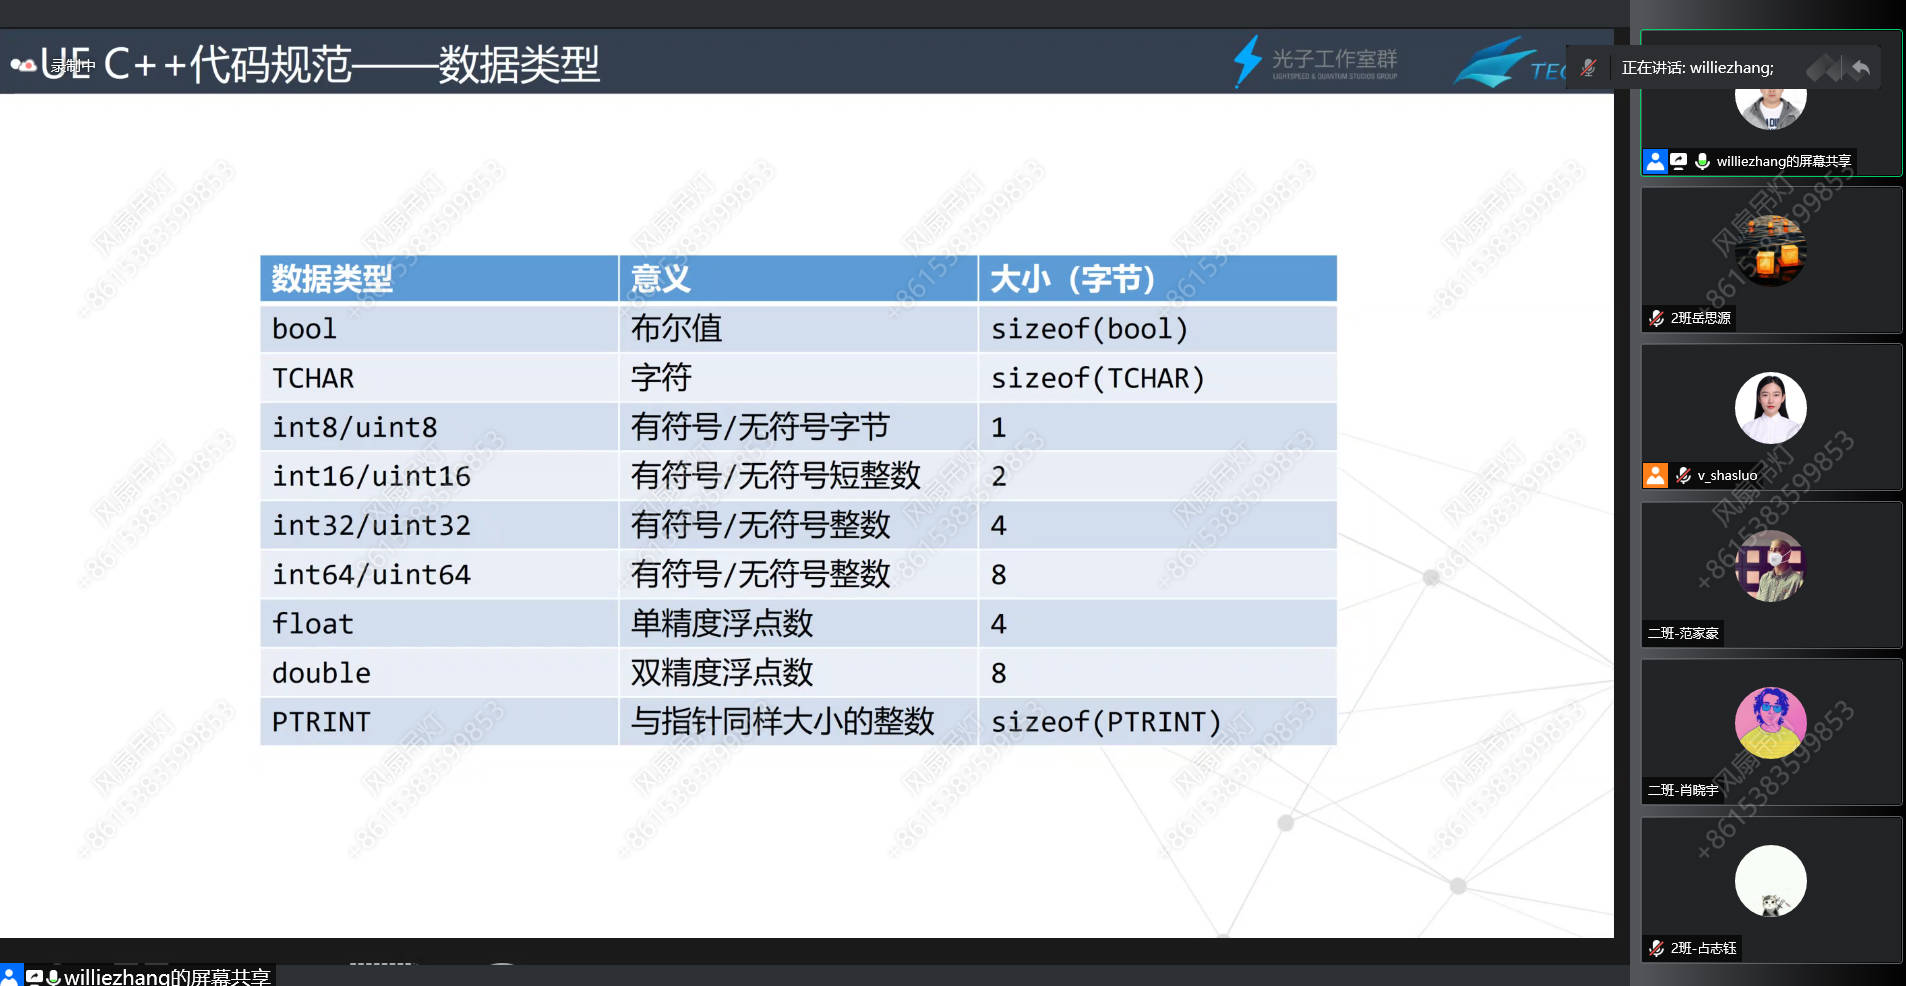 UE C++代码规范——数据类型
录制中
光子工作室群
LIGHTSPEED & QUANTUM STUDIOS GROUP
TEC
正在讲话: williezhang;
数据类型 意义 大小（字节）
bool 布尔值 sizeof(bool)
TCHAR 字符 sizeof(TCHAR)
int8/uint8 有符号/无符号字节 1
int16/uint16 有符号/无符号短整数 2
int32/uint32 有符号/无符号整数 4
int64/uint64 有符号/无符号整数 8
float 单精度浮点数 4
double 双精度浮点数 8
PTRINT 与指针同样大小的整数 sizeof(PTRINT)
风扇吊灯
+8615383599853
williezhang的屏幕共享
2班岳思源
v_shasluo
二班-范家豪
二班-肖晓宇
2班-占志钰
williezhang的屏幕共享